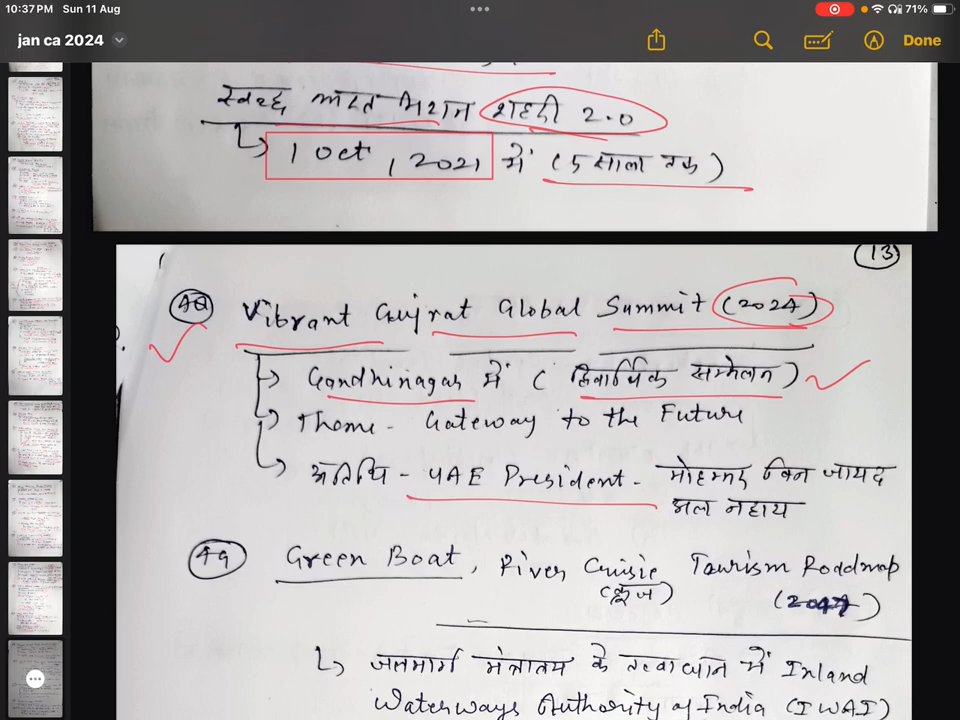 10:37 PM Sun 11 Aug
71%
jan ca 2024
Done
स्वच्छ भारत मिशन शहरी 2.0
1 Oct, 2021 में (5 साल तक)
13
48 Vibrant Gujrat Global Summit (2024)
Gandhinagar में (द्विवार्षिक सम्मेलन)
Theme - Gateway to the Future
अतिथि - UAE President - मोहम्मद बिन जायद
अल नहाय
49 Green Boat, River Cruisie Tourism Roadmap
(क्रूज) (2047)
जलमार्ग मंत्रालय के तत्वाधान में Inland
Waterways Authority of India (IWAI)